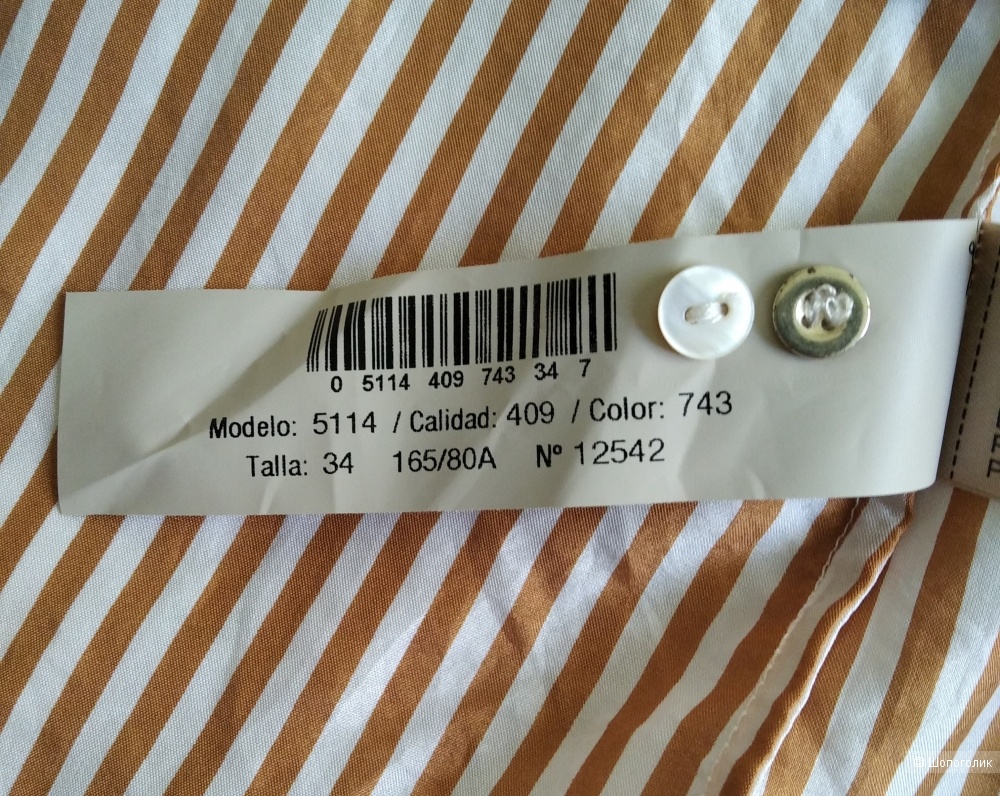 0 5114 409 743 34 7
Modelo: 5114 / Calidad: 409 / Color: 743
Talla: 34 165/80A Nº 12542
© Шопоголик